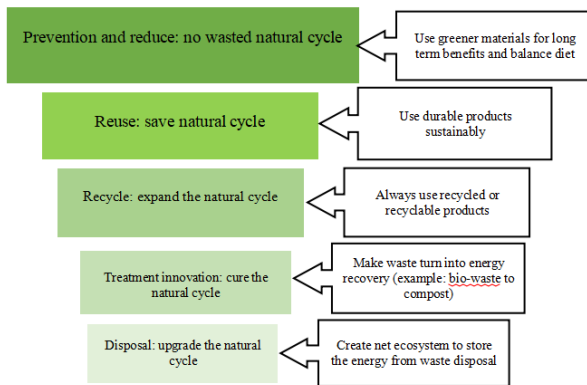 Prevention and reduce: no wasted natural cycle
Use greener materials for long
term benefits and balance diet
Reuse: save natural cycle
Use durable products
sustainably
Recycle: expand the natural cycle
Always use recycled or
recyclable products
Treatment innovation: cure the
natural cycle
Make waste turn into energy
recovery (example: bio-waste to
compost)
Disposal: upgrade the natural
cycle
Create net ecosystem to store
the energy from waste disposal